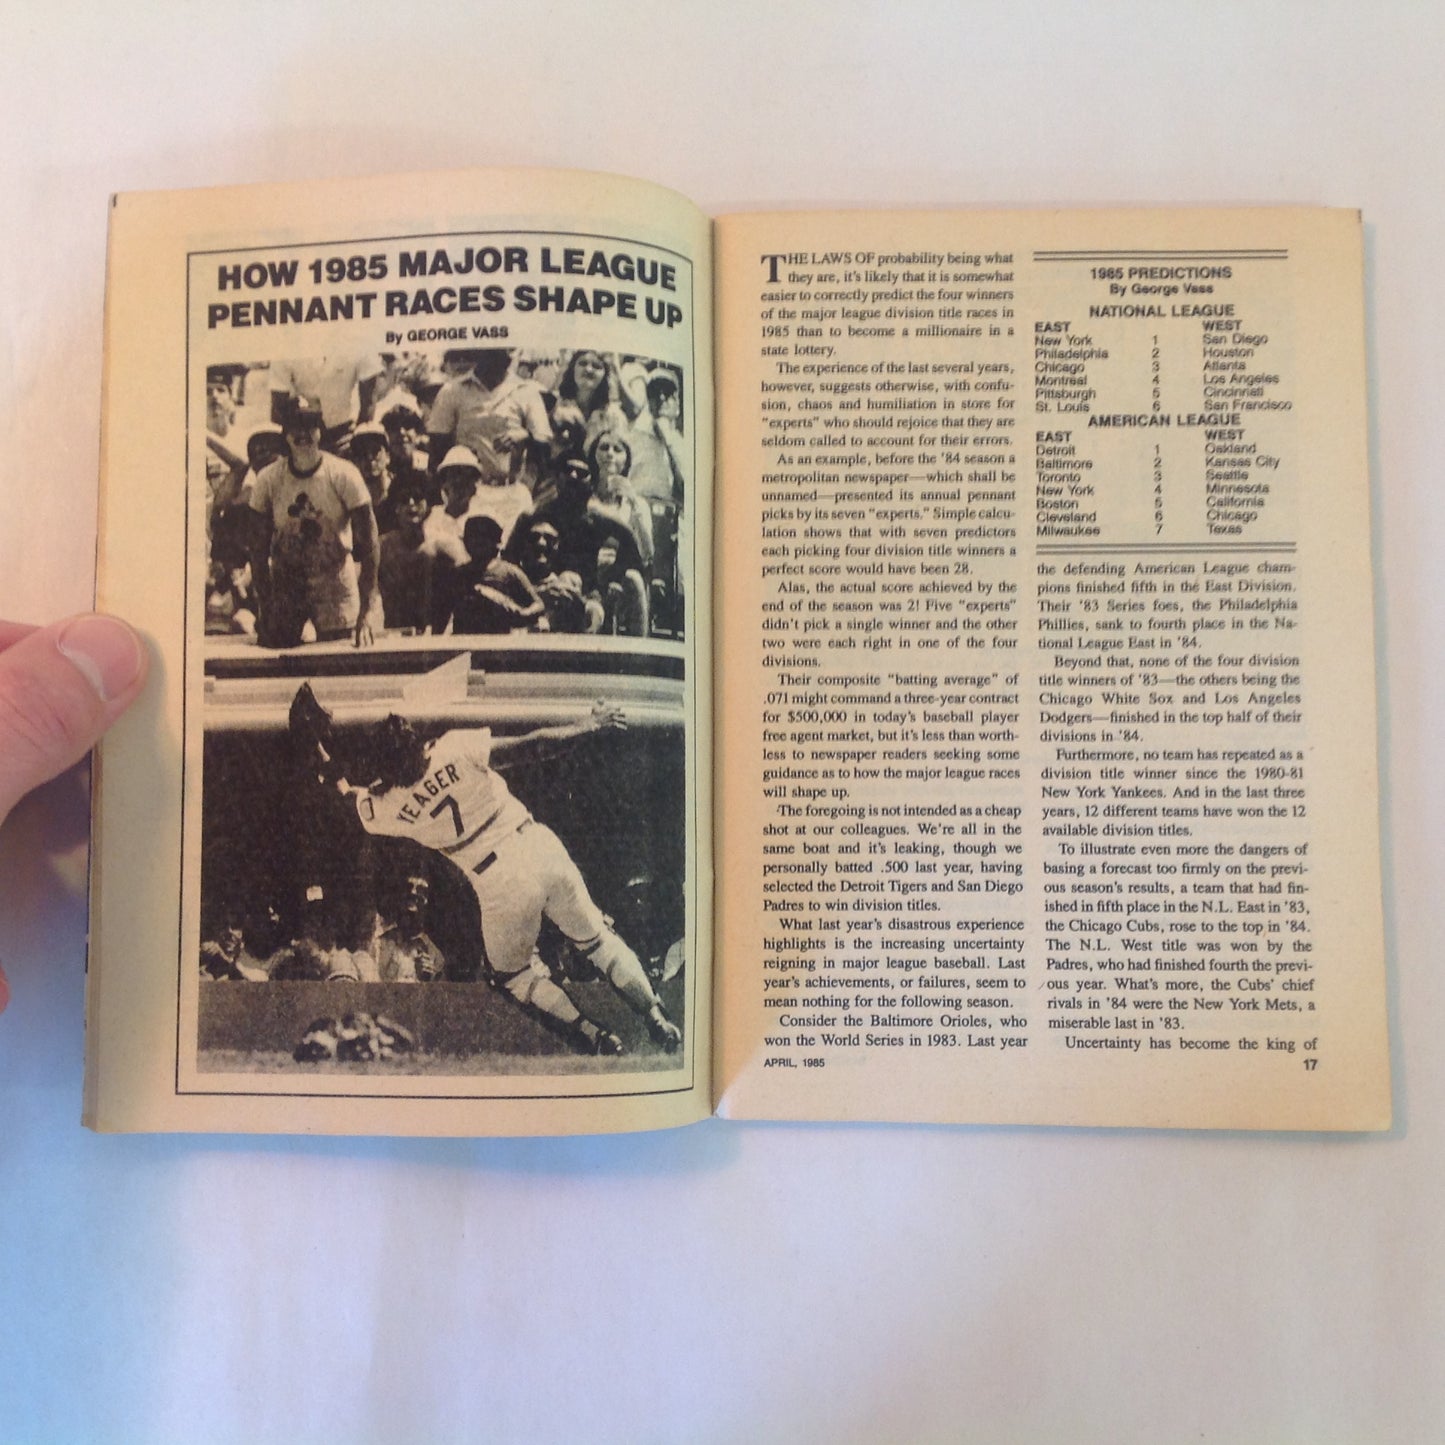 HOW 1985 MAJOR LEAGUE
PENNANT RACES SHAPE UP
By GEORGE VASS
YEAGER
7
THE LAWS OF probability being what
they are, it's likely that it is somewhat
easier to correctly predict the four winners
of the major league division title races in
1985 than to become a millionaire in a
state lottery.
The experience of the last several years,
however, suggests otherwise, with confu-
sion, chaos and humiliation in store for
"experts" who should rejoice that they are
seldom called to account for their errors.
As an example, before the '84 season a
metropolitan newspaper—which shall be
unnamed—presented its annual pennant
picks by its seven "experts." Simple calcu-
lation shows that with seven predictors
each picking four division title winners a
perfect score would have been 28.
Alas, the actual score achieved by the
end of the season was 2! Five "experts"
didn't pick a single winner and the other
two were each right in one of the four
divisions.
Their composite "batting average" of
.071 might command a three-year contract
for $500,000 in today's baseball player
free agent market, but it's less than worth-
less to newspaper readers seeking some
guidance as to how the major league races
will shape up.
The foregoing is not intended as a cheap
shot at our colleagues. We're all in the
same boat and it's leaking, though we
personally batted .500 last year, having
selected the Detroit Tigers and San Diego
Padres to win division titles.
What last year's disastrous experience
highlights is the increasing uncertainty
reigning in major league baseball. Last
year's achievements, or failures, seem to
mean nothing for the following season.
Consider the Baltimore Orioles, who
won the World Series in 1983. Last year
1985 PREDICTIONS
By George Vass
NATIONAL LEAGUE
EAST WEST
New York 1 San Diego
Philadelphia 2 Houston
Chicago 3 Atlanta
Montreal 4 Los Angeles
Pittsburgh 5 Cincinnati
St. Louis 6 San Francisco
AMERICAN LEAGUE
EAST WEST
Detroit 1 Oakland
Baltimore 2 Kansas City
Toronto 3 Seattle
New York 4 Minnesota
Boston 5 California
Cleveland 6 Chicago
Milwaukee 7 Texas
the defending American League cham-
pions finished fifth in the East Division.
Their '83 Series foes, the Philadelphia
Phillies, sank to fourth place in the Na-
tional League East in '84.
Beyond that, none of the four division
title winners of '83—the others being the
Chicago White Sox and Los Angeles
Dodgers—finished in the top half of their
divisions in '84.
Furthermore, no team has repeated as a
division title winner since the 1980-81
New York Yankees. And in the last three
years, 12 different teams have won the 12
available division titles.
To illustrate even more the dangers of
basing a forecast too firmly on the previ-
ous season's results, a team that had fin-
ished in fifth place in the N.L. East in '83,
the Chicago Cubs, rose to the top in '84.
The N.L. West title was won by the
Padres, who had finished fourth the previ-
ous year. What's more, the Cubs' chief
rivals in '84 were the New York Mets, a
miserable last in '83.
Uncertainty has become the king of
APRIL, 1985
17